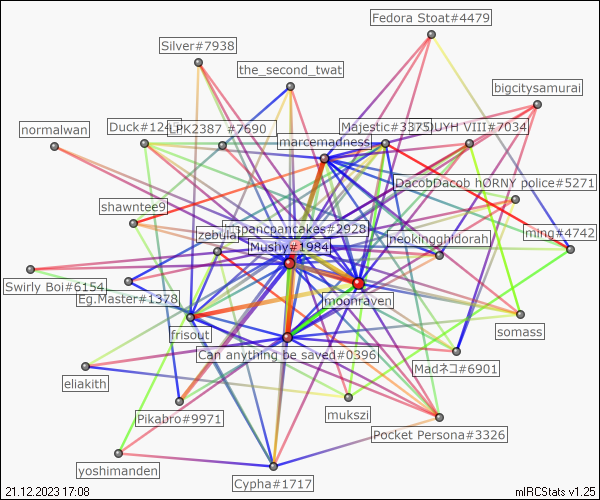 Fedora Stoat#4479
Silver#7938
the_second_twat
bigcitysamurai
normalwan
Duck#124
LPK2387 #7690
marcemadness
Majestic#3375
UYH VIII#7034
DacobDacob hØRNY police#5271
shawntee9
pancpancakes#2928
ming#4742
zebula
Mushy#1984
neokingghidorah
Swirly Boi#6154
Eg.Master#1378
moonraven
frisout
somass
Can anything be saved#0396
Madネコ#6901
eliakith
Pikabro#9971
mukszi
Pocket Persona#3326
yoshimanden
Cypha#1717
21.12.2023 17:08
mIRCStats v1.25